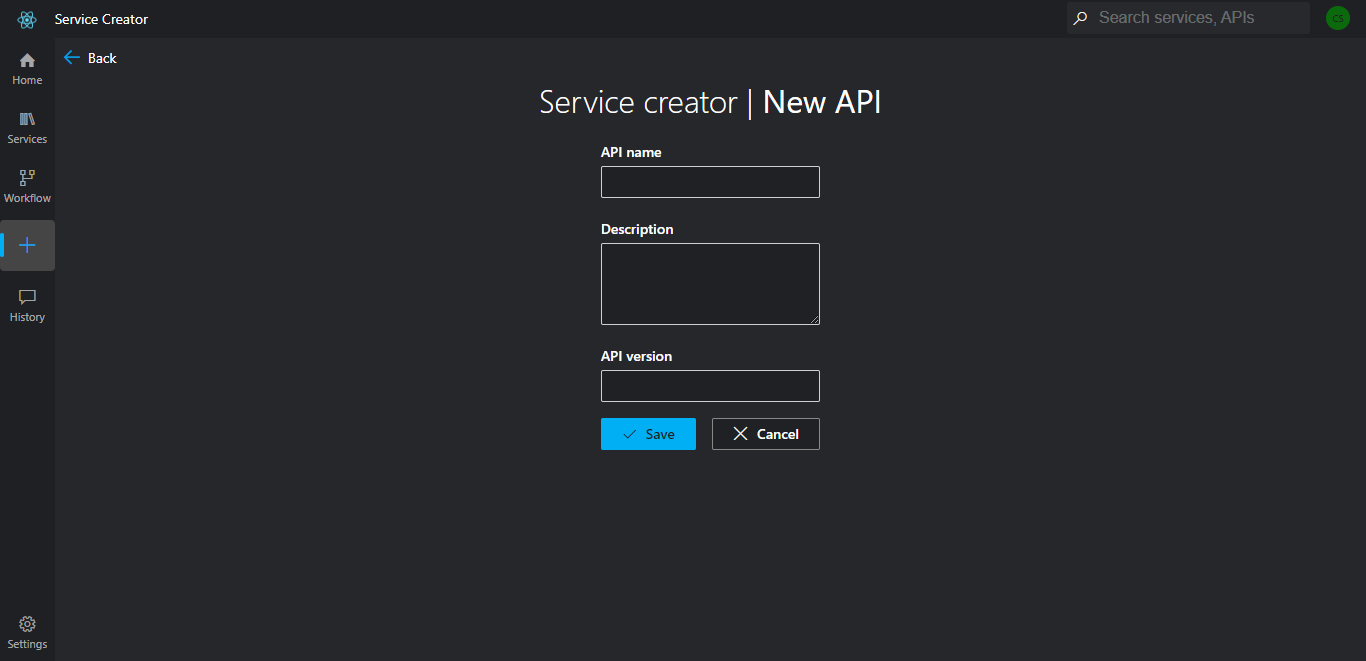 Service Creator
Search services, APIs
CS
Back
Home
Services
Workflow
History
Settings
Service creator | New API
API name
Description
API version
Save
Cancel